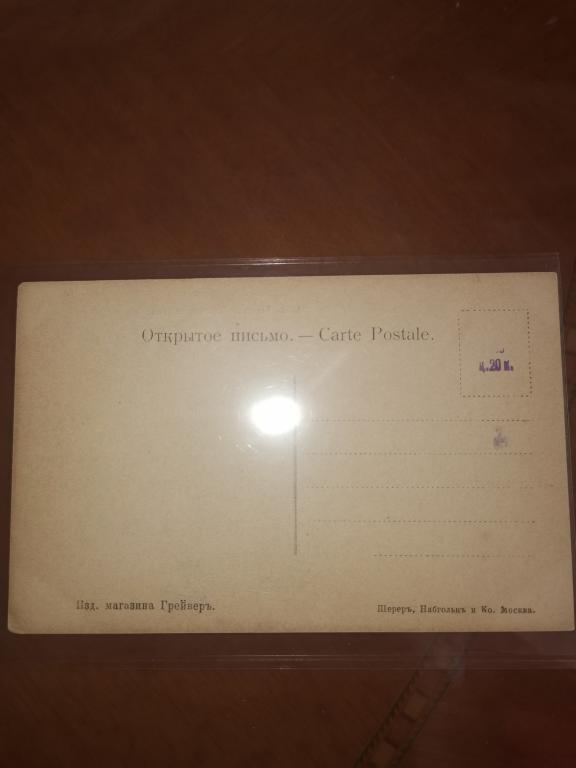 Открытое письмо. — Carte Postale.
ц. 20 к.
Изд. магазина Грейверъ.
Шереръ, Набгольцъ и Ко. Москва.